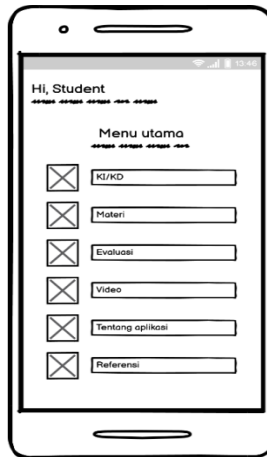 13:46
Hi, Student
Menu utama
KI/KD
Materi
Evaluasi
Video
Tentang aplikasi
Referensi